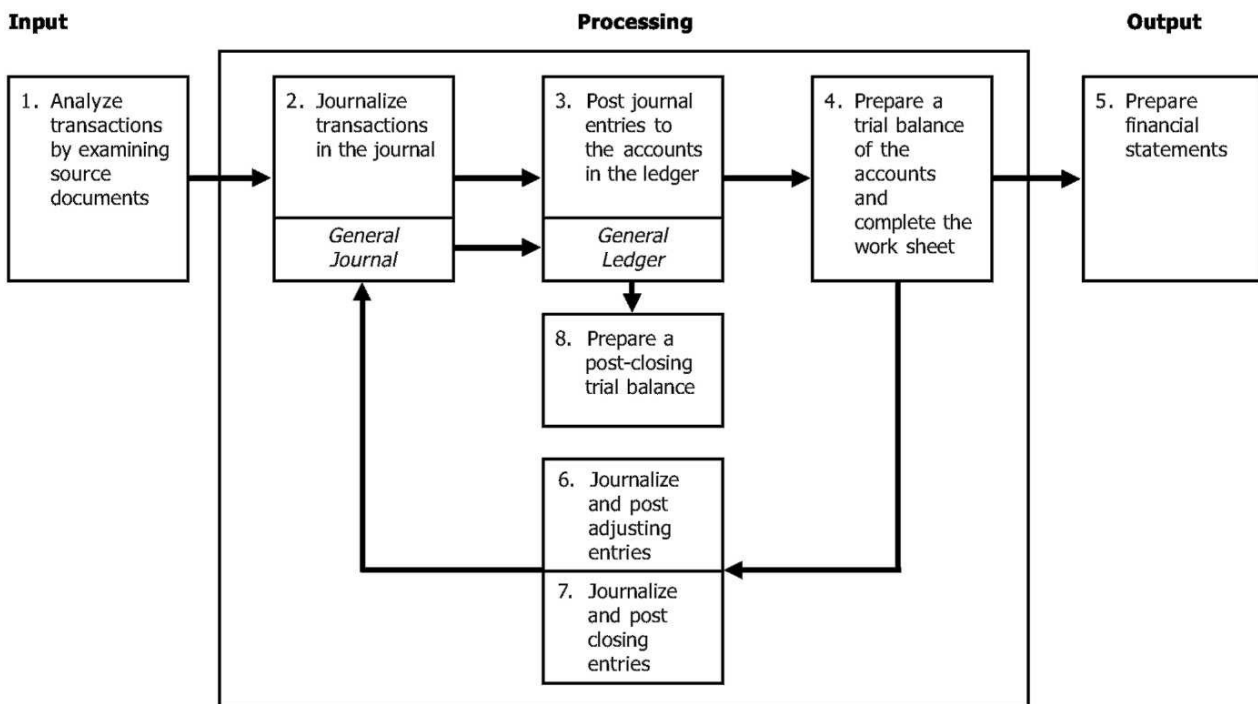 Input
Processing
Output
1. Analyze
transactions
by examining
source
documents
2. Journalize
transactions
in the journal
General
Journal
3. Post journal
entries to
the accounts
in the ledger
General
Ledger
4. Prepare a
trial balance
of the
accounts
and
complete the
work sheet
5. Prepare
financial
statements
8. Prepare a
post-closing
trial balance
6. Journalize
and post
adjusting
entries
7. Journalize
and post
closing
entries